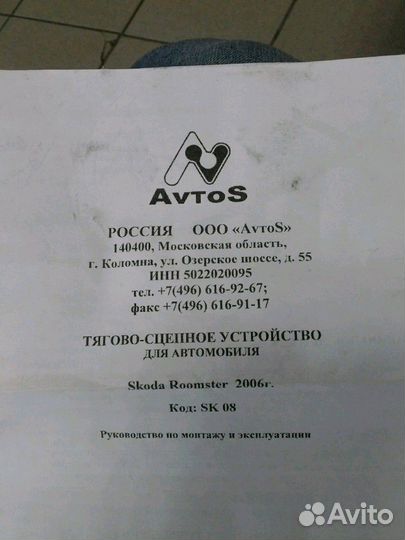 AvtoS
РОССИЯ ООО «AvtoS»
140400, Московская область,
г. Коломна, ул. Озерское шоссе, д. 55
ИНН 5022020095
тел. +7(496) 616-92-67;
факс +7(496) 616-91-17
ТЯГОВО-СЦЕПНОЕ УСТРОЙСТВО
ДЛЯ АВТОМОБИЛЯ
Skoda Roomster 2006г.
Код: SK 08
Руководство по монтажу и эксплуатации
Avito